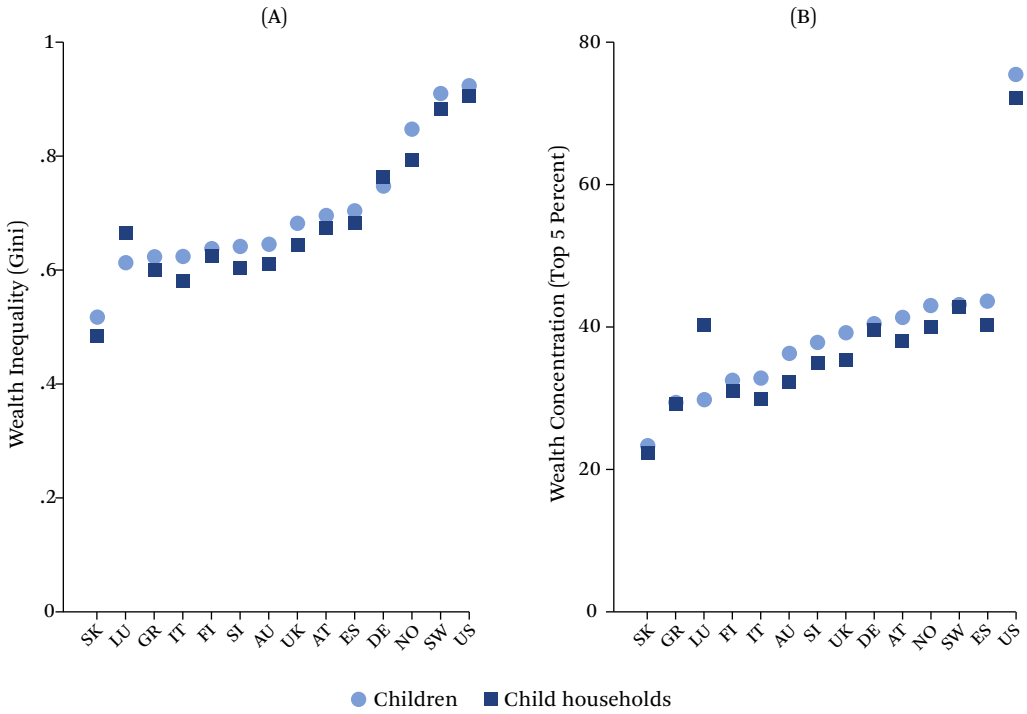 (A)
Wealth Inequality (Gini)
1
.8
.6
.4
.2
0
SK LU GR IT FI SI AU UK AT ES DE NO SW US
(B)
Wealth Concentration (Top 5 Percent)
80
60
40
20
0
SK GR LU FI IT AU SI UK DE AT NO SW ES US
Children Child households